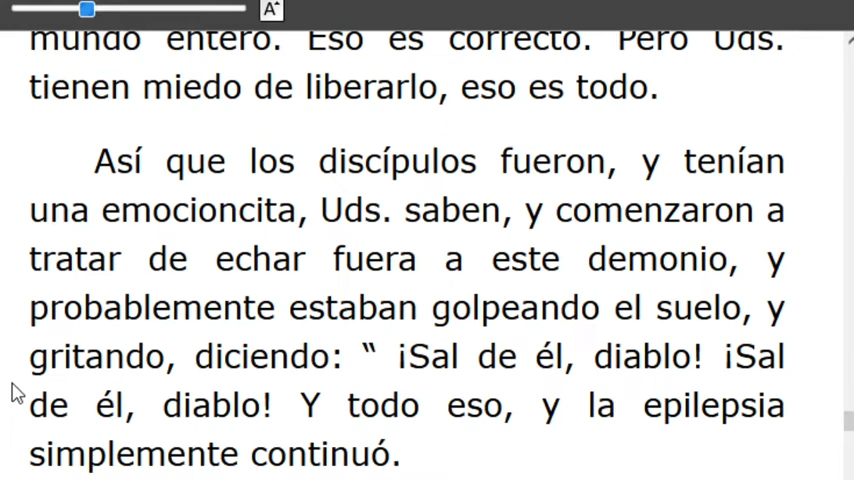 A
mundo entero. Eso es correcto. Pero Uds.
tienen miedo de liberarlo, eso es todo.
Así que los discípulos fueron, y tenían
una emocioncita, Uds. saben, y comenzaron a
tratar de echar fuera a este demonio, y
probablemente estaban golpeando el suelo, y
gritando, diciendo: “ ¡Sal de él, diablo! ¡Sal
de él, diablo! Y todo eso, y la epilepsia
simplemente continuó.